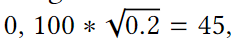 0, 100 * √0.2 = 45,